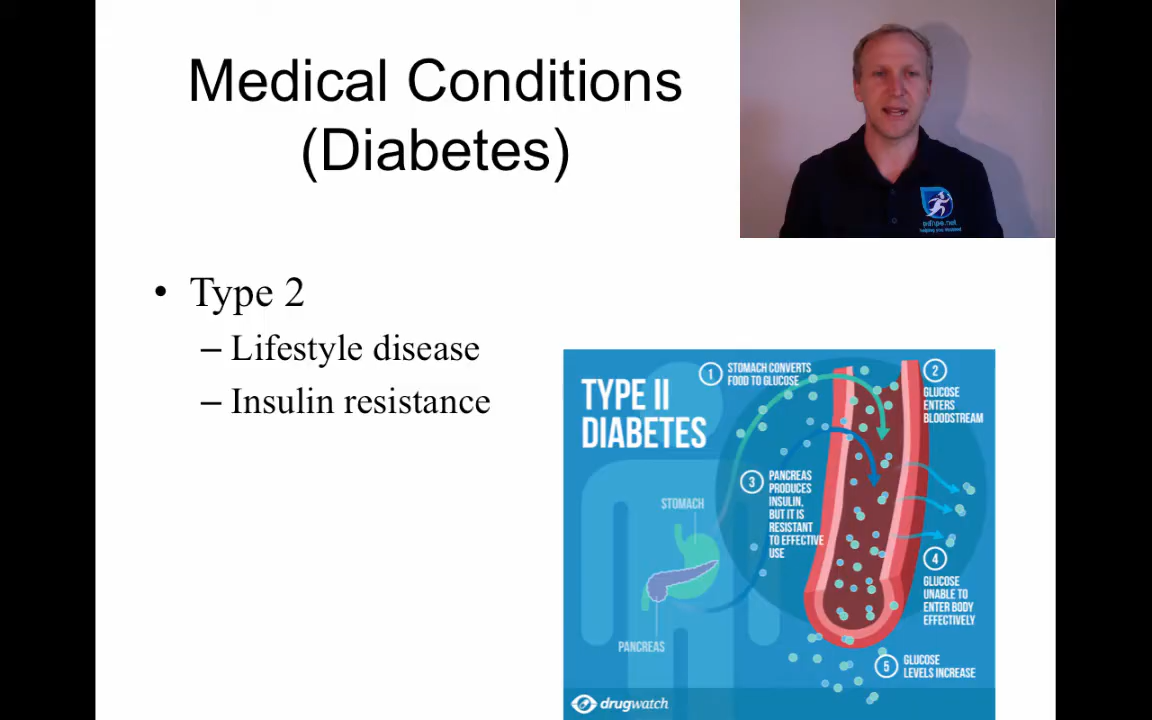 Medical Conditions
(Diabetes)
pdhpe.net
• Type 2
– Lifestyle disease
– Insulin resistance
TYPE II
DIABETES
1
STOMACH CONVERTS
FOOD TO GLUCOSE
2
GLUCOSE
ENTERS
BLOODSTREAM
3
PANCREAS
PRODUCES
INSULIN,
BUT IT IS
RESISTANT
TO EFFECTIVE
USE
STOMACH
PANCREAS
4
GLUCOSE
UNABLE TO
ENTER BODY
EFFECTIVELY
5
GLUCOSE
LEVELS INCREASE
drugwatch